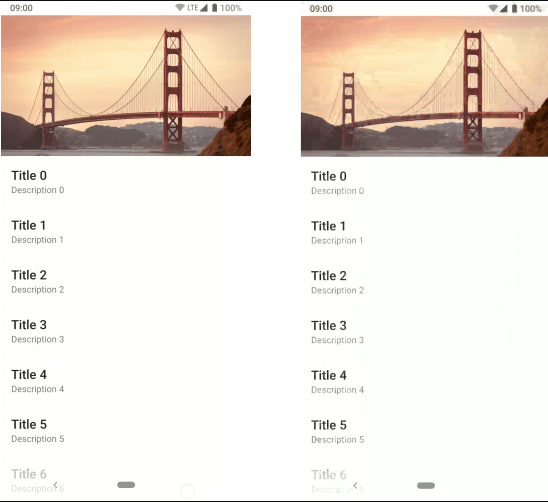 09:00 LTE 100%
Title 0
Description 0
Title 1
Description 1
Title 2
Description 2
Title 3
Description 3
Title 4
Description 4
Title 5
Description 5
Title 6
Description 6
09:00 100%
Title 0
Description 0
Title 1
Description 1
Title 2
Description 2
Title 3
Description 3
Title 4
Description 4
Title 5
Description 5
Title 6
Description 6